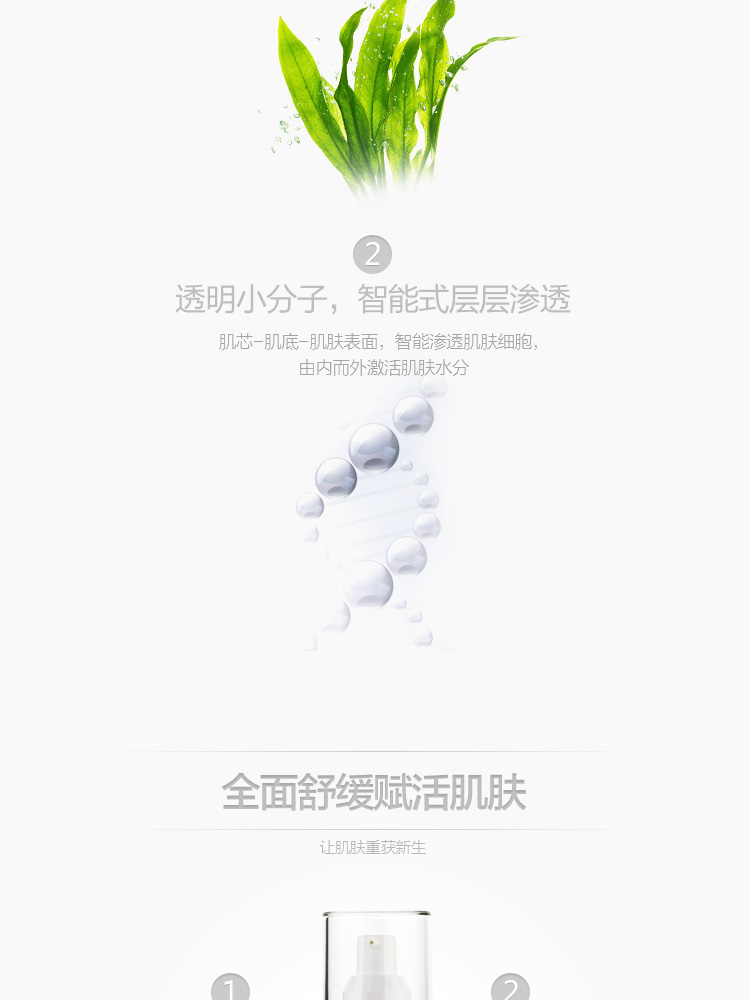 2
透明小分子，智能式层层渗透
肌芯-肌底-肌肤表面，智能渗透肌肤细胞，
由内而外激活肌肤水分
全面舒缓赋活肌肤
让肌肤重获新生
1
2